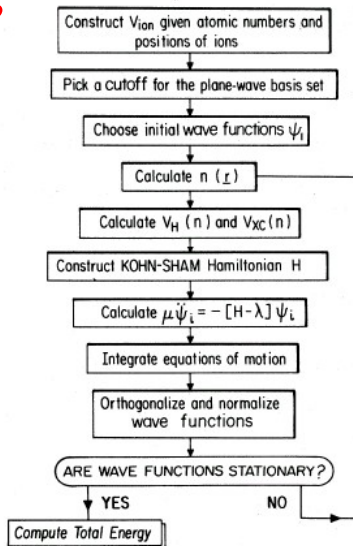 Construct V_ion given atomic numbers and
positions of ions
Pick a cutoff for the plane-wave basis set
Choose initial wave functions ψ_i
Calculate n (r)
Calculate V_H (n) and V_XC (n)
Construct KOHN-SHAM Hamiltonian H
Calculate μψ̈_i = -[H-λ] ψ_i
Integrate equations of motion
Orthogonalize and normalize
wave functions
ARE WAVE FUNCTIONS STATIONARY?
YES NO
Compute Total Energy